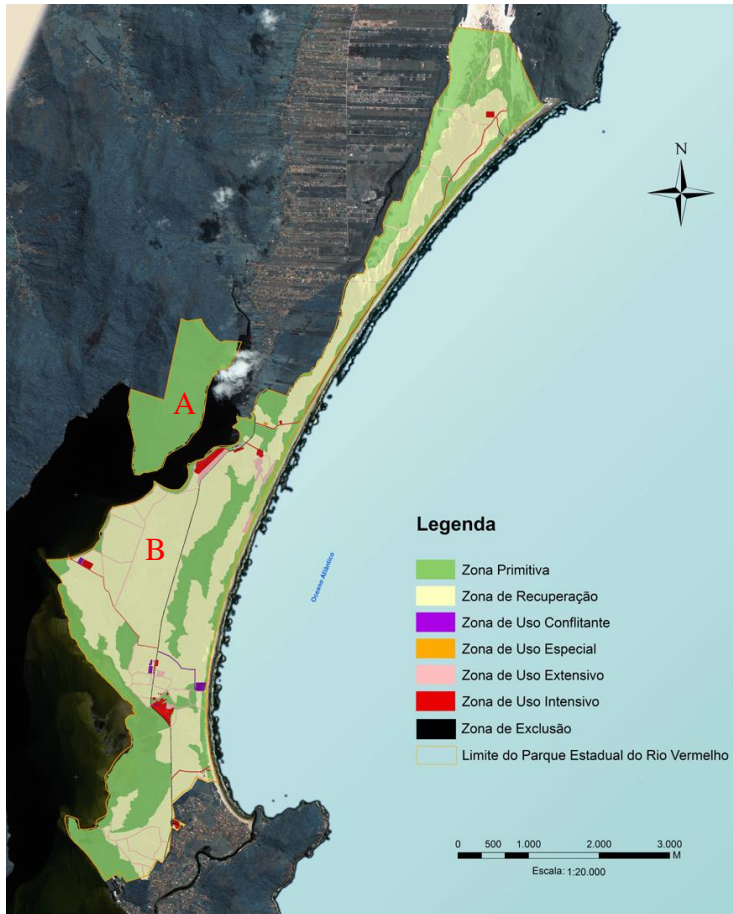 N
A
B
Oceano Atlântico
Legenda
Zona Primitiva
Zona de Recuperação
Zona de Uso Conflitante
Zona de Uso Especial
Zona de Uso Extensivo
Zona de Uso Intensivo
Zona de Exclusão
Limite do Parque Estadual do Rio Vermelho
0 500 1.000 2.000 3.000
M
Escala: 1:20.000